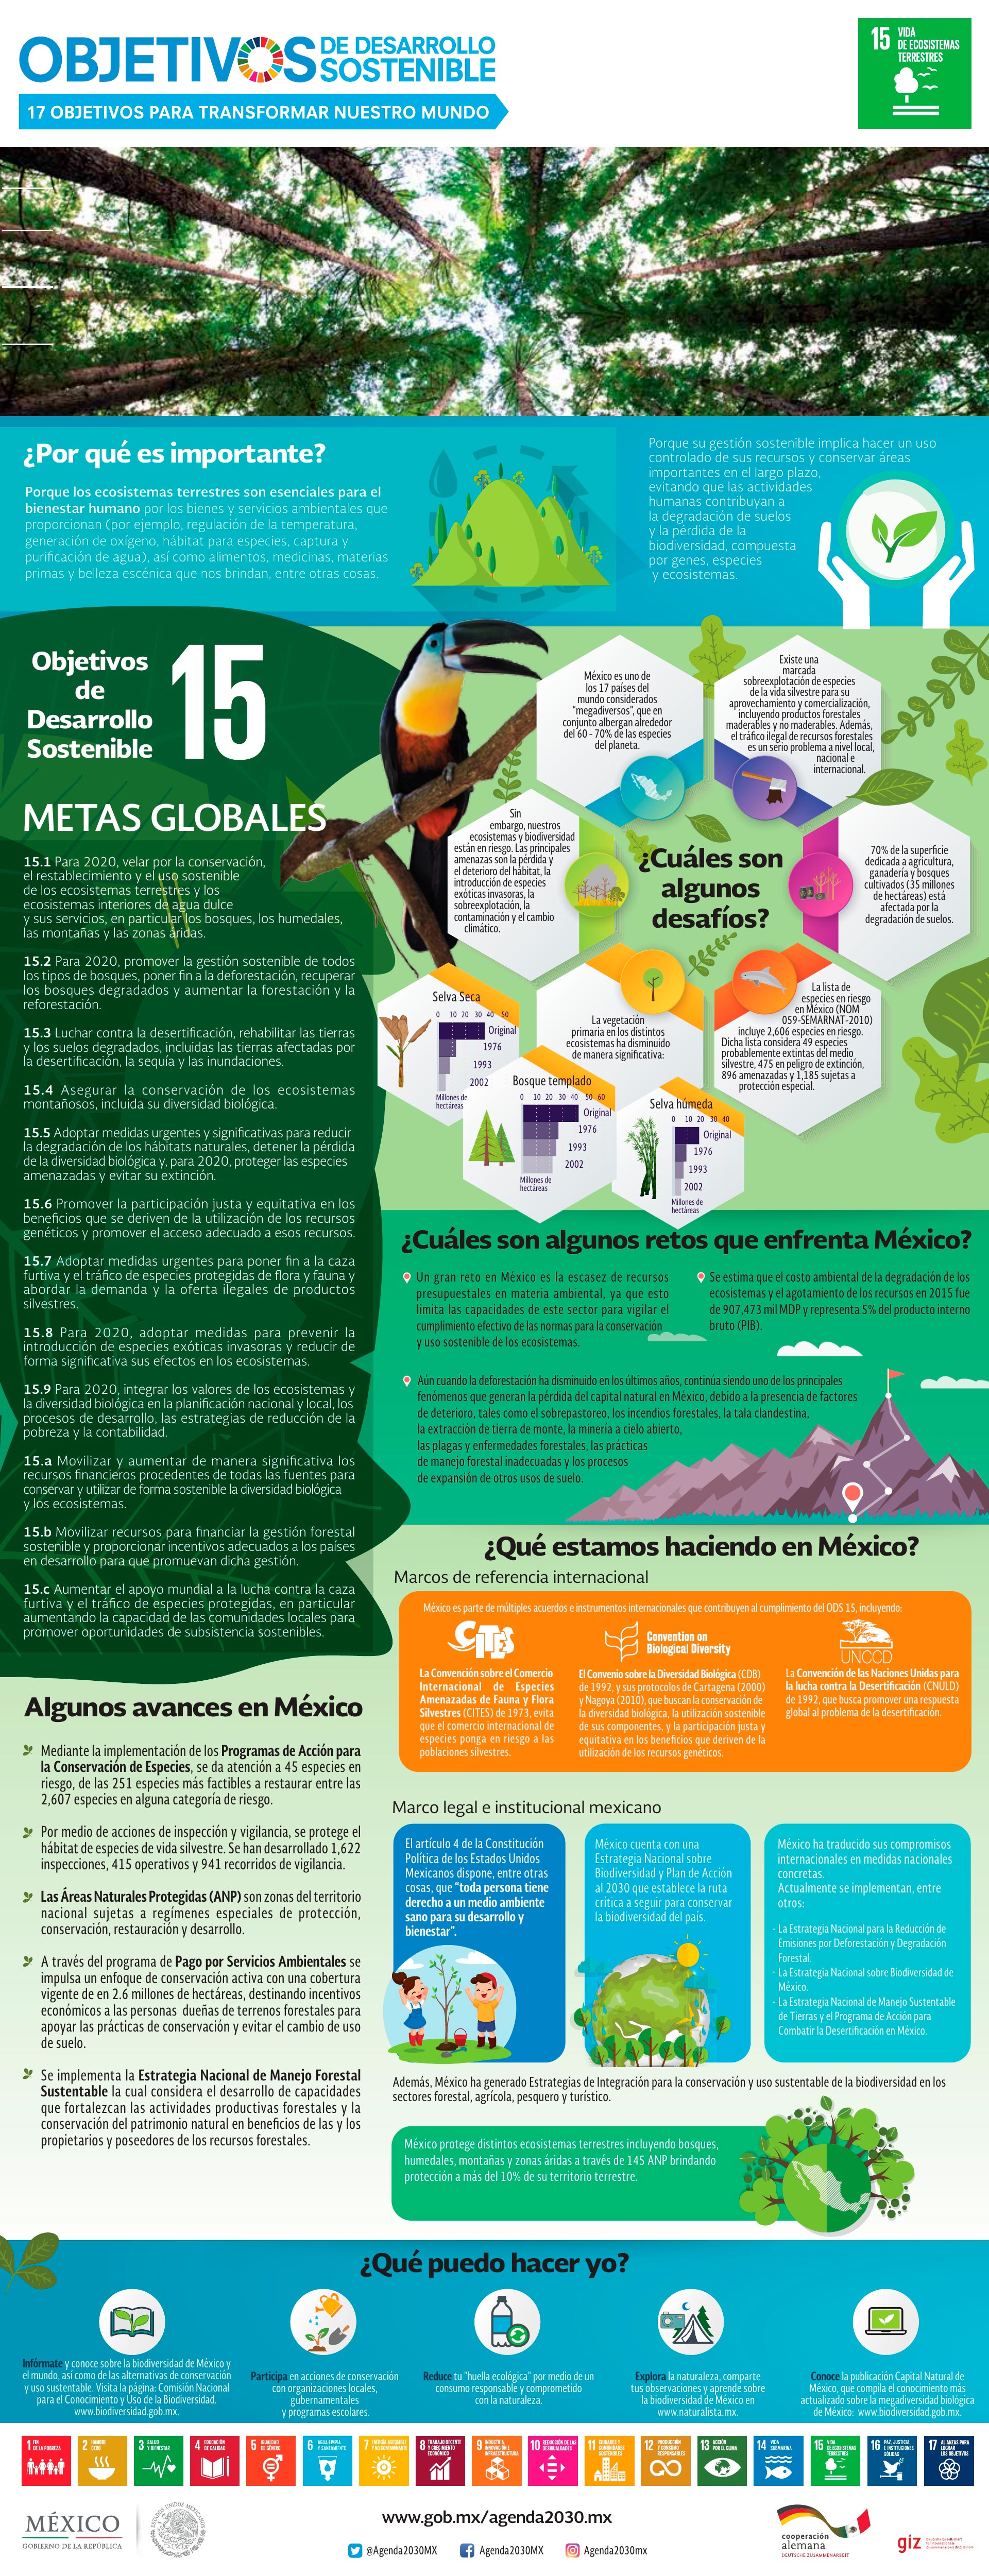 OBJETIVOS DE DESARROLLO
SOSTENIBLE
17 OBJETIVOS PARA TRANSFORMAR NUESTRO MUNDO
15 VIDA
DE ECOSISTEMAS
TERRESTRES
¿Por qué es importante?
Porque los ecosistemas terrestres son esenciales para el
bienestar humano por los bienes y servicios ambientales que
proporcionan (por ejemplo, regulación de la temperatura,
generación de oxígeno, hábitat para especies, captura y
purificación de agua), así como alimentos, medicinas, materias
primas y belleza escénica que nos brindan, entre otras cosas.
Porque su gestión sostenible implica hacer un uso
controlado de sus recursos y conservar áreas
importantes en el largo plazo,
evitando que las actividades
humanas contribuyan a
la degradación de suelos
y la pérdida de la
biodiversidad, compuesta
por genes, especies
y ecosistemas.
Objetivos
de
Desarrollo
Sostenible
15
METAS GLOBALES
15.1 Para 2020, velar por la conservación,
el restablecimiento y el uso sostenible
de los ecosistemas terrestres y los
ecosistemas interiores de agua dulce
y sus servicios, en particular los bosques, los humedales,
las montañas y las zonas áridas.
15.2 Para 2020, promover la gestión sostenible de todos
los tipos de bosques, poner fin a la deforestación, recuperar
los bosques degradados y aumentar la forestación y la
reforestación.
15.3 Luchar contra la desertificación, rehabilitar las tierras
y los suelos degradados, incluidas las tierras afectadas por
la desertificación, la sequía y las inundaciones.
15.4 Asegurar la conservación de los ecosistemas
montañosos, incluida su diversidad biológica.
15.5 Adoptar medidas urgentes y significativas para reducir
la degradación de los hábitats naturales, detener la pérdida
de la diversidad biológica y, para 2020, proteger las especies
amenazadas y evitar su extinción.
15.6 Promover la participación justa y equitativa en los
beneficios que se deriven de la utilización de los recursos
genéticos y promover el acceso adecuado a esos recursos.
15.7 Adoptar medidas urgentes para poner fin a la caza
furtiva y el tráfico de especies protegidas de flora y fauna y
abordar la demanda y la oferta ilegales de productos
silvestres.
15.8 Para 2020, adoptar medidas para prevenir la
introducción de especies exóticas invasoras y reducir de
forma significativa sus efectos en los ecosistemas.
15.9 Para 2020, integrar los valores de los ecosistemas y
la diversidad biológica en la planificación nacional y local, los
procesos de desarrollo, las estrategias de reducción de la
pobreza y la contabilidad.
15.a Movilizar y aumentar de manera significativa los
recursos financieros procedentes de todas las fuentes para
conservar y utilizar de forma sostenible la diversidad biológica
y los ecosistemas.
15.b Movilizar recursos para financiar la gestión forestal
sostenible y proporcionar incentivos adecuados a los países
en desarrollo para que promuevan dicha gestión.
15.c Aumentar el apoyo mundial a la lucha contra la caza
furtiva y el tráfico de especies protegidas, en particular
aumentando la capacidad de las comunidades locales para
promover oportunidades de subsistencia sostenibles.
¿Cuáles son
algunos
desafíos?
México es uno de
los 17 países del
mundo considerados
"megadiversos", que en
conjunto albergan alrededor
del 60 - 70% de las especies
del planeta.
Existe una
marcada
sobreexplotación de especies
de la vida silvestre para su
aprovechamiento y comercialización,
incluyendo productos forestales
maderables y no maderables. Además,
el tráfico ilegal de recursos forestales
es un serio problema a nivel local,
nacional e
internacional.
Sin
embargo, nuestros
ecosistemas y biodiversidad
están en riesgo. Las principales
amenazas son la pérdida y
el deterioro del hábitat, la
introducción de especies
exóticas invasoras, la
sobreexplotación, la
contaminación y el cambio
climático.
70% de la superficie
dedicada a agricultura,
ganadería y bosques
cultivados (35 millones
de hectáreas) está
afectada por la
degradación de suelos.
La vegetación
primaria en los distintos
ecosistemas ha disminuido
de manera significativa:
La lista de
especies en riesgo
en México (NOM
059-SEMARNAT-2010)
incluye 2,606 especies en riesgo.
Dicha lista considera 49 especies
probablemente extintas del medio
silvestre, 475 en peligro de extinción,
896 amenazadas y 1,185 sujetas a
protección especial.
Selva Seca
0 10 20 30 40 50
Original
1976
1993
2002
Millones de
hectáreas
Bosque templado
0 10 20 30 40 50 60
Original
1976
1993
2002
Millones de
hectáreas
Selva húmeda
0 10 20 30 40
Original
1976
1993
2002
Millones de
hectáreas
¿Cuáles son algunos retos que enfrenta México?
Un gran reto en México es la escasez de recursos
presupuestales en materia ambiental, ya que esto
limita las capacidades de este sector para vigilar el
cumplimiento efectivo de las normas para la conservación
y uso sostenible de los ecosistemas.
Se estima que el costo ambiental de la degradación de los
ecosistemas y el agotamiento de los recursos en 2015 fue
de 907,473 mil MDP y representa 5% del producto interno
bruto (PIB).
Aún cuando la deforestación ha disminuido en los últimos años, continúa siendo uno de los principales
fenómenos que generan la pérdida del capital natural en México, debido a la presencia de factores
de deterioro, tales como el sobrepastoreo, los incendios forestales, la tala clandestina,
la extracción de tierra de monte, la minería a cielo abierto,
las plagas y enfermedades forestales, las prácticas
de manejo forestal inadecuadas y los procesos
de expansión de otros usos de suelo.
¿Qué estamos haciendo en México?
Marcos de referencia internacional
México es parte de múltiples acuerdos e instrumentos internacionales que contribuyen al cumplimiento del ODS 15, incluyendo:
CITES
La Convención sobre el Comercio
Internacional de Especies
Amenazadas de Fauna y Flora
Silvestres (CITES) de 1973, evita
que el comercio internacional de
especies ponga en riesgo a las
poblaciones silvestres.
Convention on
Biological Diversity
El Convenio sobre la Diversidad Biológica (CDB)
de 1992, y sus protocolos de Cartagena (2000)
y Nagoya (2010), que buscan la conservación de
la diversidad biológica, la utilización sostenible
de sus componentes, y la participación justa y
equitativa en los beneficios que deriven de la
utilización de los recursos genéticos.
UNCCD
La Convención de las Naciones Unidas para
la lucha contra la Desertificación (CNULD)
de 1992, que busca promover una respuesta
global al problema de la desertificación.
Algunos avances en México
Mediante la implementación de los Programas de Acción para
la Conservación de Especies, se da atención a 45 especies en
riesgo, de las 251 especies más factibles a restaurar entre las
2,607 especies en alguna categoría de riesgo.
Por medio de acciones de inspección y vigilancia, se protege el
hábitat de especies de vida silvestre. Se han desarrollado 1,622
inspecciones, 415 operativos y 941 recorridos de vigilancia.
Las Áreas Naturales Protegidas (ANP) son zonas del territorio
nacional sujetas a regímenes especiales de protección,
conservación, restauración y desarrollo.
A través del programa de Pago por Servicios Ambientales se
impulsa un enfoque de conservación activa con una cobertura
vigente de en 2.6 millones de hectáreas, destinando incentivos
económicos a las personas dueñas de terrenos forestales para
apoyar las prácticas de conservación y evitar el cambio de uso
de suelo.
Se implementa la Estrategia Nacional de Manejo Forestal
Sustentable la cual considera el desarrollo de capacidades
que fortalezcan las actividades productivas forestales y la
conservación del patrimonio natural en beneficios de las y los
propietarios y poseedores de los recursos forestales.
Marco legal e institucional mexicano
El artículo 4 de la Constitución
Política de los Estados Unidos
Mexicanos dispone, entre otras
cosas, que "toda persona tiene
derecho a un medio ambiente
sano para su desarrollo y
bienestar".
México cuenta con una
Estrategia Nacional sobre
Biodiversidad y Plan de Acción
al 2030 que establece la ruta
crítica a seguir para conservar
la biodiversidad del país.
México ha traducido sus compromisos
internacionales en medidas nacionales
concretas.
Actualmente se implementan, entre
otros:
· La Estrategia Nacional para la Reducción de
Emisiones por Deforestación y Degradación
Forestal.
· La Estrategia Nacional sobre Biodiversidad de
México.
· La Estrategia Nacional de Manejo Sustentable
de Tierras y el Programa de Acción para
Combatir la Desertificación en México.
Además, México ha generado Estrategias de Integración para la conservación y uso sustentable de la biodiversidad en los
sectores forestal, agrícola, pesquero y turístico.
México protege distintos ecosistemas terrestres incluyendo bosques,
humedales, montañas y zonas áridas a través de 145 ANP brindando
protección a más del 10% de su territorio terrestre.
¿Qué puedo hacer yo?
Infórmate y conoce sobre la biodiversidad de México y
el mundo, así como de las alternativas de conservación
y uso sustentable. Visita la página: Comisión Nacional
para el Conocimiento y Uso de la Biodiversidad.
www.biodiversidad.gob.mx.
Participa en acciones de conservación
con organizaciones locales,
gubernamentales
y programas escolares.
Reduce tu "huella ecológica" por medio de un
consumo responsable y comprometido
con la naturaleza.
Explora la naturaleza, comparte
tus observaciones y aprende sobre
la biodiversidad de México en
www.naturalista.mx.
Conoce la publicación Capital Natural de
México, que compila el conocimiento más
actualizado sobre la megadiversidad biológica
de México: www.biodiversidad.gob.mx.
1 FIN
DE LA POBREZA
2 HAMBRE
CERO
3 SALUD
Y BIENESTAR
4 EDUCACIÓN
DE CALIDAD
5 IGUALDAD
DE GÉNERO
6 AGUA LIMPIA
Y SANEAMIENTO
7 ENERGÍA ASEQUIBLE
Y NO CONTAMINANTE
8 TRABAJO DECENTE
Y CRECIMIENTO
ECONÓMICO
9 INDUSTRIA,
INNOVACIÓN E
INFRAESTRUCTURA
10 REDUCCIÓN DE LAS
DESIGUALDADES
11 CIUDADES Y
COMUNIDADES
SOSTENIBLES
12 PRODUCCIÓN
Y CONSUMO
RESPONSABLES
13 ACCIÓN
POR EL CLIMA
14 VIDA
SUBMARINA
15 VIDA
DE ECOSISTEMAS
TERRESTRES
16 PAZ, JUSTICIA
E INSTITUCIONES
SÓLIDAS
17 ALIANZAS PARA
LOGRAR
LOS OBJETIVOS
MÉXICO
GOBIERNO DE LA REPÚBLICA
ESTADOS UNIDOS MEXICANOS
www.gob.mx/agenda2030.mx
@Agenda2030MX
Agenda2030MX
Agenda2030mx
cooperación
alemana
DEUTSCHE ZUSAMMENARBEIT
giz